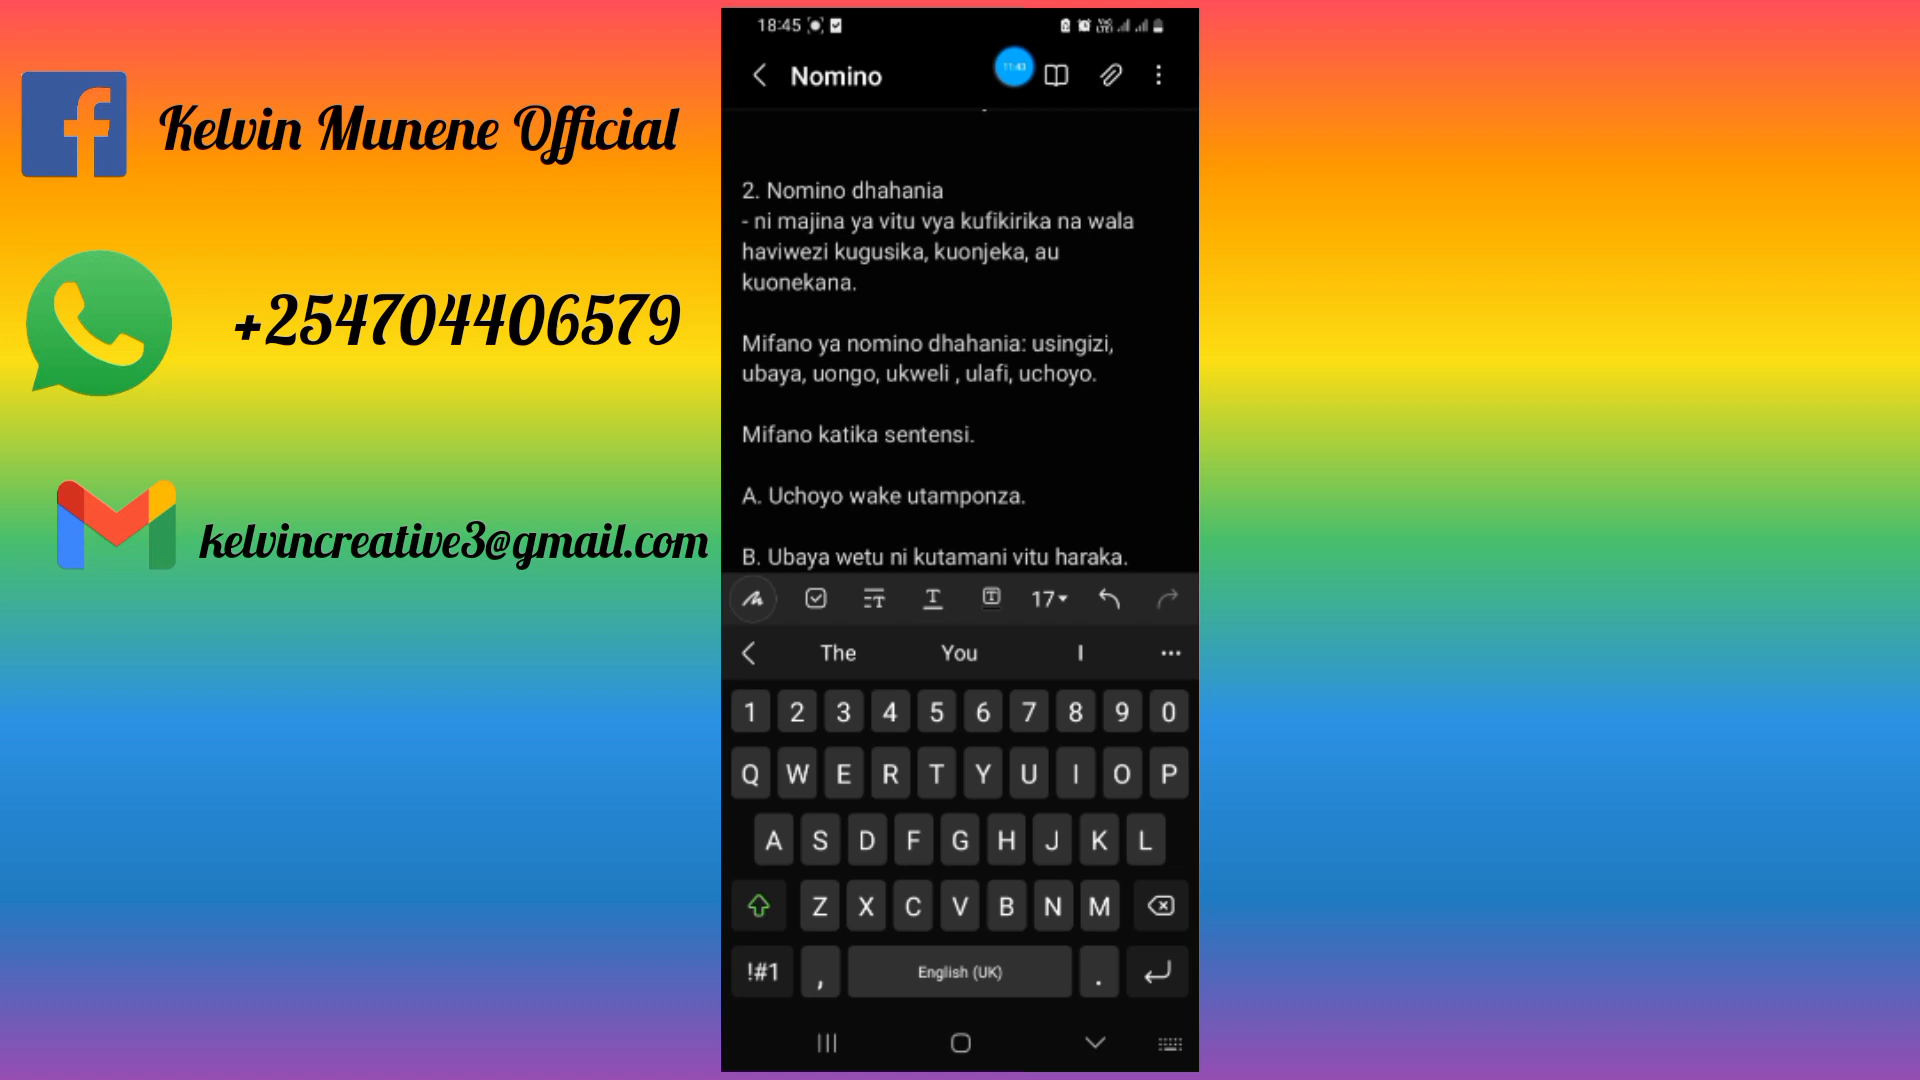 Kelvin Munene Official
+254704406579
kelvincreative3@gmail.com
18:45
Nomino
11:43
2. Nomino dhahania
- ni majina ya vitu vya kufikirika na wala
haviwezi kugusika, kuonjeka, au
kuonekana.
Mifano ya nomino dhahania: usingizi,
ubaya, uongo, ukweli , ulafi, uchoyo.
Mifano katika sentensi.
A. Uchoyo wake utamponza.
B. Ubaya wetu ni kutamani vitu haraka.
17
The You I
1 2 3 4 5 6 7 8 9 0
Q W E R T Y U I O P
A S D F G H J K L
Z X C V B N M
!#1 , English (UK) .